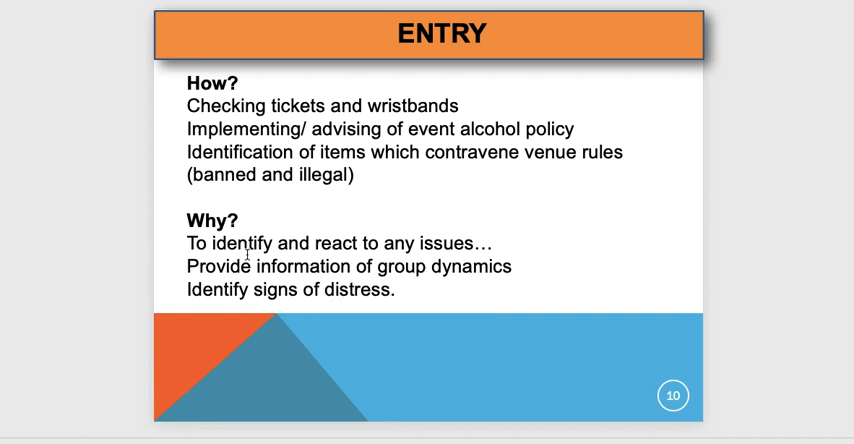 ENTRY
How?
Checking tickets and wristbands
Implementing/ advising of event alcohol policy
Identification of items which contravene venue rules
(banned and illegal)
Why?
To identify and react to any issues…
Provide information of group dynamics
Identify signs of distress.
10